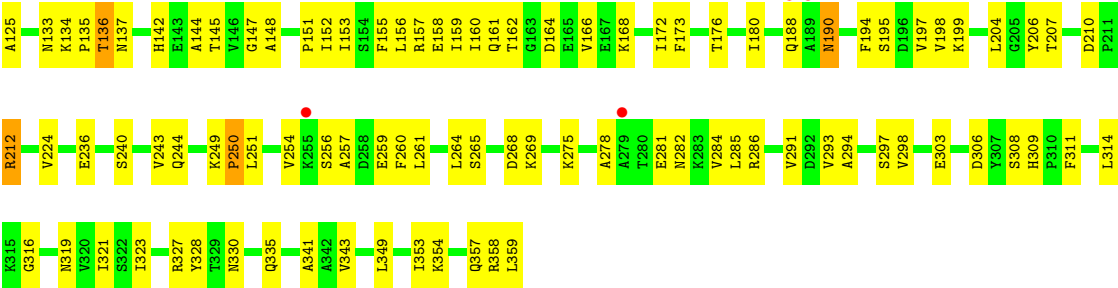 A125 N133 K134 P135 T136 N137 H142 E143 A144 T145 V146 G147 A148 P151 I152 I153 S154 F155 L156 R157 E158 I159 I160 Q161 T162 G163 D164 E165 V166 E167 K168 I172 F173 T176 I180 Q188 A189 N190 F194 S195 D196 V197 V198 K199 L204 G205 Y206 T207 D210 P211
R212 V224 E236 S240 V243 Q244 K249 P250 L251 V254 K255 S256 A257 D258 E259 F260 L261 L264 S265 D268 K269 K275 A278 A279 T280 E281 N282 K283 V284 L285 R286 V291 D292 V293 A294 S297 V298 E303 D306 Y307 S308 H309 P310 F311 L314
K315 G316 N319 V320 I321 S322 I323 R327 Y328 T329 N330 Q335 A341 A342 V343 L349 I353 K354 Q357 R358 L359